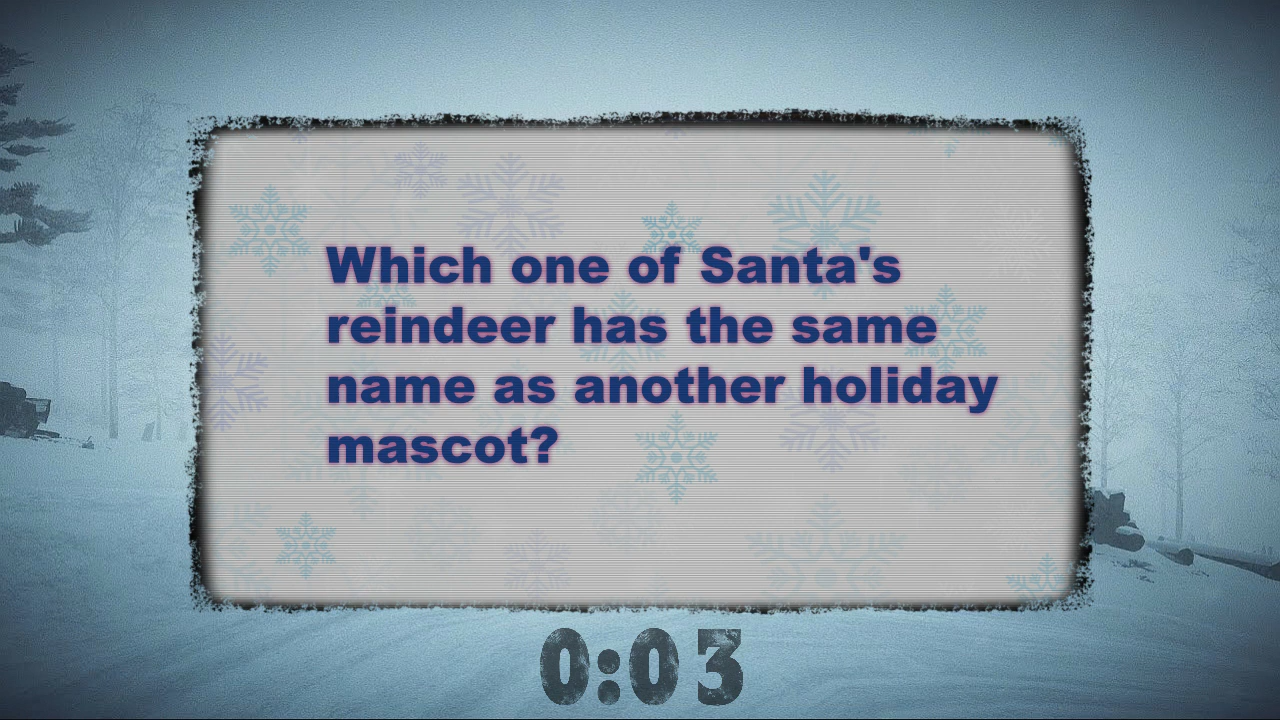 Which one of Santa's
reindeer has the same
name as another holiday
mascot?
0:03